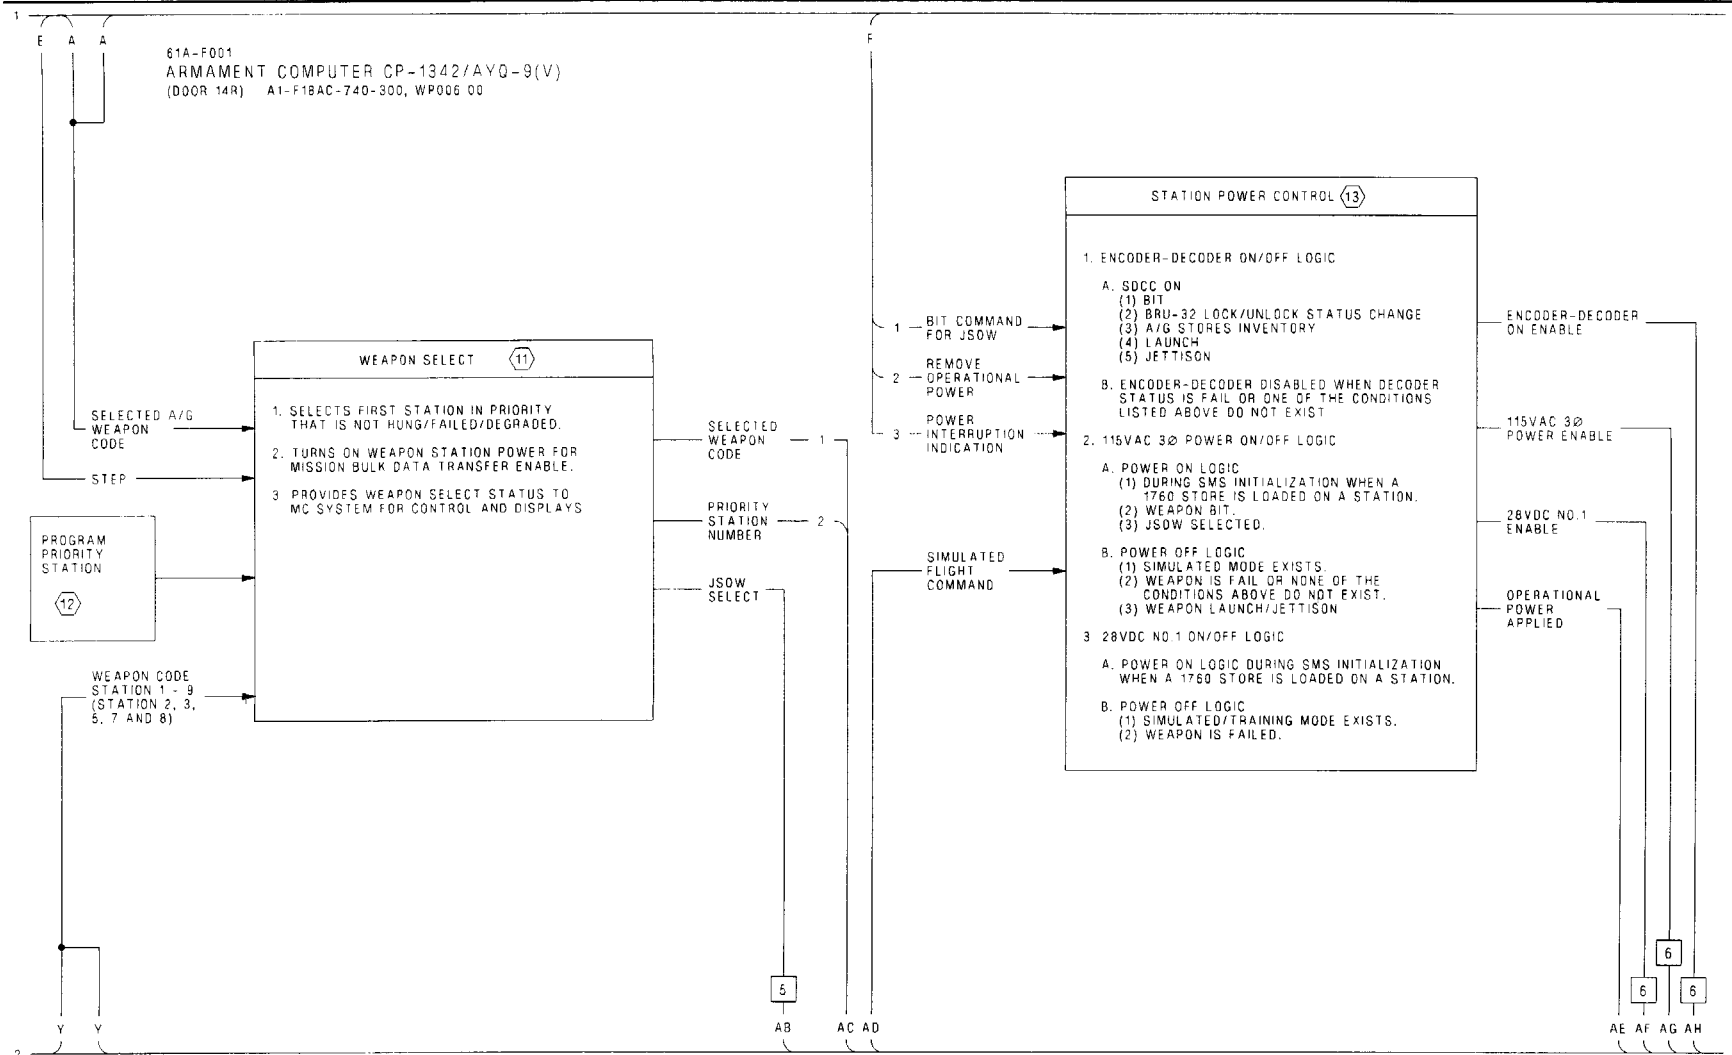 1
E A A
F
61A-F001
ARMAMENT COMPUTER CP-1342/AYQ-9(V)
(DOOR 14R) A1-F18AC-740-300, WP006 00
SELECTED A/G
WEAPON
CODE
STEP
PROGRAM
PRIORITY
STATION
12
WEAPON CODE
STATION 1 - 9
(STATION 2, 3,
5, 7 AND 8)
WEAPON SELECT 11
1. SELECTS FIRST STATION IN PRIORITY
THAT IS NOT HUNG/FAILED/DEGRADED.
2. TURNS ON WEAPON STATION POWER FOR
MISSION BULK DATA TRANSFER ENABLE.
3 PROVIDES WEAPON SELECT STATUS TO
MC SYSTEM FOR CONTROL AND DISPLAYS
SELECTED
WEAPON
CODE
1
PRIORITY
STATION
NUMBER
2
JSOW
SELECT
1 BIT COMMAND
FOR JSOW
REMOVE
2 OPERATIONAL
POWER
POWER
3 INTERRUPTION
INDICATION
SIMULATED
FLIGHT
COMMAND
STATION POWER CONTROL 13
1. ENCODER-DECODER ON/OFF LOGIC
A. SDCC ON
(1) BIT
(2) BRU-32 LOCK/UNLOCK STATUS CHANGE
(3) A/G STORES INVENTORY
(4) LAUNCH
(5) JETTISON
B. ENCODER-DECODER DISABLED WHEN DECODER
STATUS IS FAIL OR ONE OF THE CONDITIONS
LISTED ABOVE DO NOT EXIST
2. 115VAC 3Ø POWER ON/OFF LOGIC
A. POWER ON LOGIC
(1) DURING SMS INITIALIZATION WHEN A
1760 STORE IS LOADED ON A STATION.
(2) WEAPON BIT.
(3) JSOW SELECTED.
B. POWER OFF LOGIC
(1) SIMULATED MODE EXISTS.
(2) WEAPON IS FAIL OR NONE OF THE
CONDITIONS ABOVE DO NOT EXIST.
(3) WEAPON LAUNCH/JETTISON
3 28VDC NO.1 ON/OFF LOGIC
A. POWER ON LOGIC DURING SMS INITIALIZATION
WHEN A 1760 STORE IS LOADED ON A STATION.
B. POWER OFF LOGIC
(1) SIMULATED/TRAINING MODE EXISTS.
(2) WEAPON IS FAILED.
ENCODER-DECODER
ON ENABLE
115VAC 3Ø
POWER ENABLE
28VDC NO.1
ENABLE
OPERATIONAL
POWER
APPLIED
6
5 6 6
Y Y AB AC AD AE AF AG AH
2